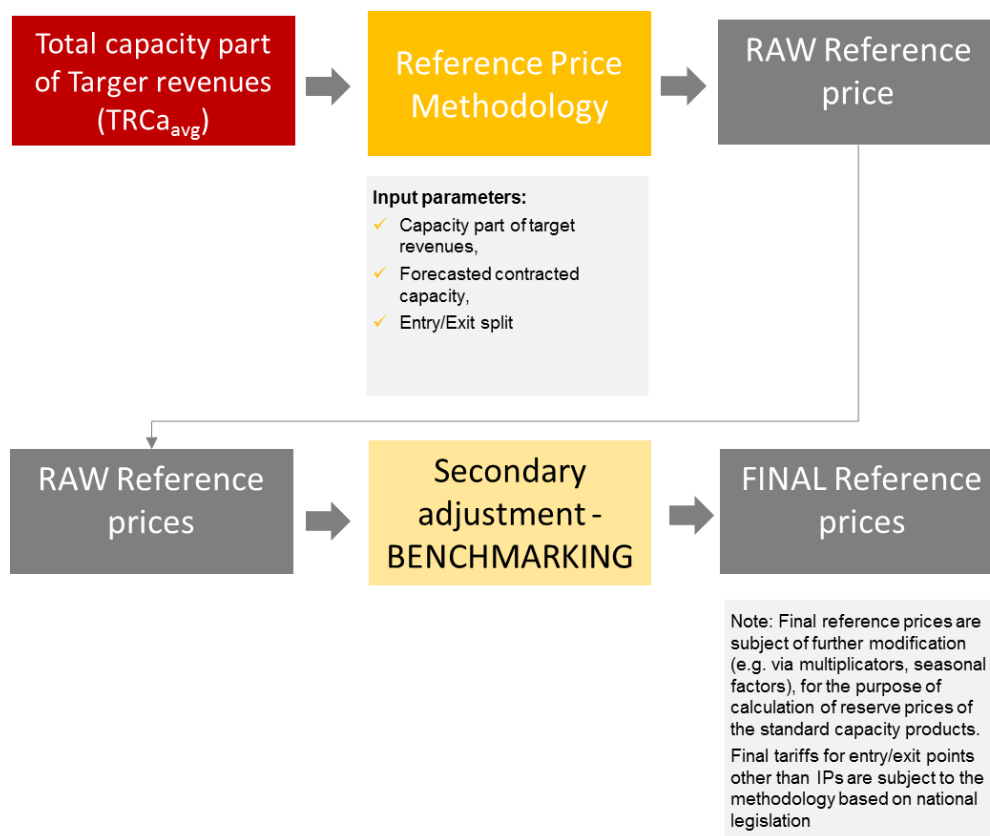 Total capacity part
of Targer revenues
(TRCaavg)
Reference Price
Methodology
RAW Reference
price
Input parameters:
✓ Capacity part of target
revenues,
✓ Forecasted contracted
capacity,
✓ Entry/Exit split
RAW Reference
prices
Secondary
adjustment -
BENCHMARKING
FINAL Reference
prices
Note: Final reference prices are
subject of further modification
(e.g. via multiplicators, seasonal
factors), for the purpose of
calculation of reserve prices of
the standard capacity products.
Final tariffs for entry/exit points
other than IPs are subject to the
methodology based on national
legislation